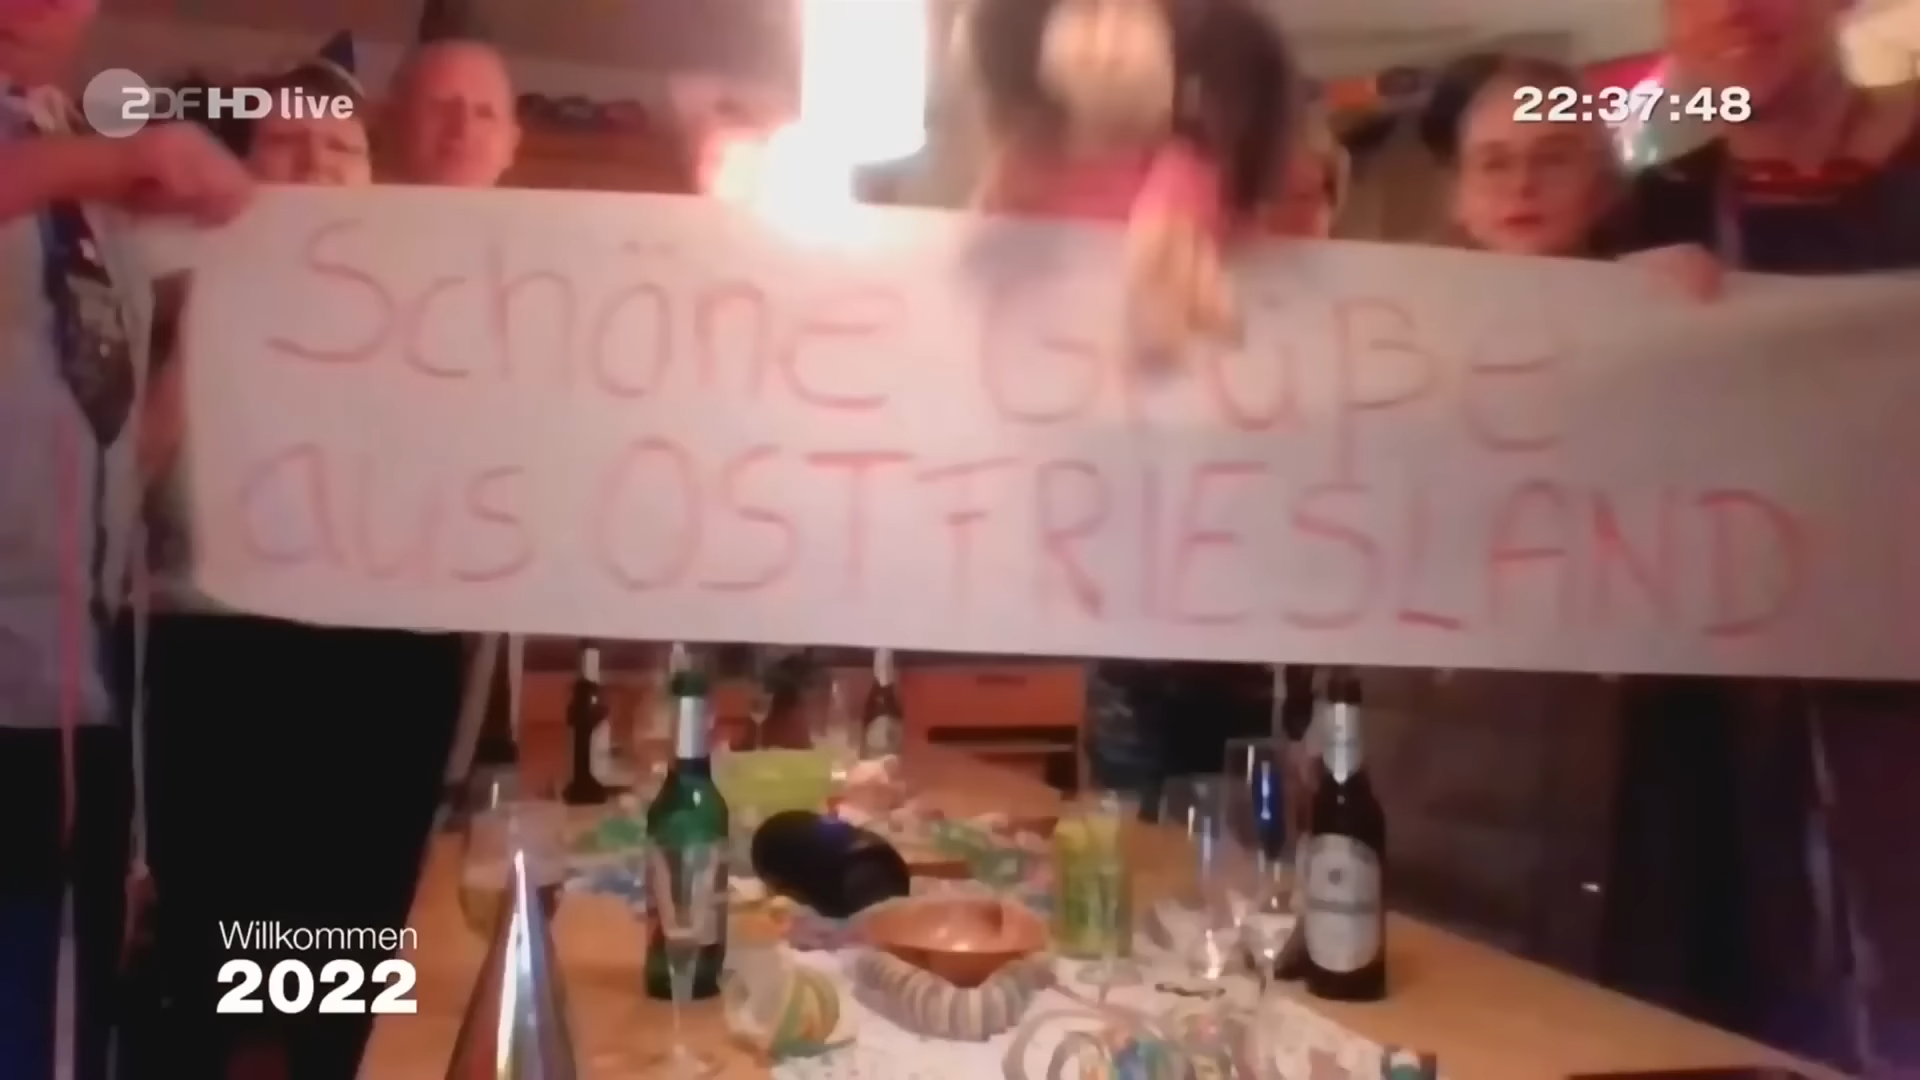 ZDF HD live
22:37:48
Schöne Grüße
aus OSTFRIESLAND
Willkommen
2022